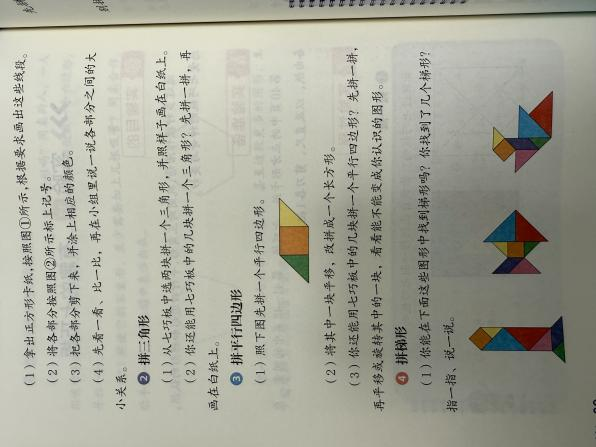 (1)拿出正方形卡纸,按照图①所示,根据要求画出这些线段。
(2)将各部分按照图②所示标上记号。
(3)把各部分剪下来,并涂上相应的颜色。
(4)先看一看、比一比,再在小组里说一说各部分之间的大
小关系。
2 拼三角形
(1)从七巧板中选两块拼一个三角形,并照样子画在白纸上。
(2)你还能用七巧板中的几块拼一个三角形?先拼一拼,再
画在白纸上。
3 拼平行四边形
(1)照下图先拼一个平行四边形。
(2)将其中一块平移,改拼成一个长方形。
(3)你还能用七巧板中的几块拼一个平行四边形?先拼一拼,
再平移或旋转其中的一块,看看能不能变成你认识的图形。
4 拼梯形
(1)你能在下面这些图形中找到梯形吗?你找到了几个梯形?
指一指、说一说。